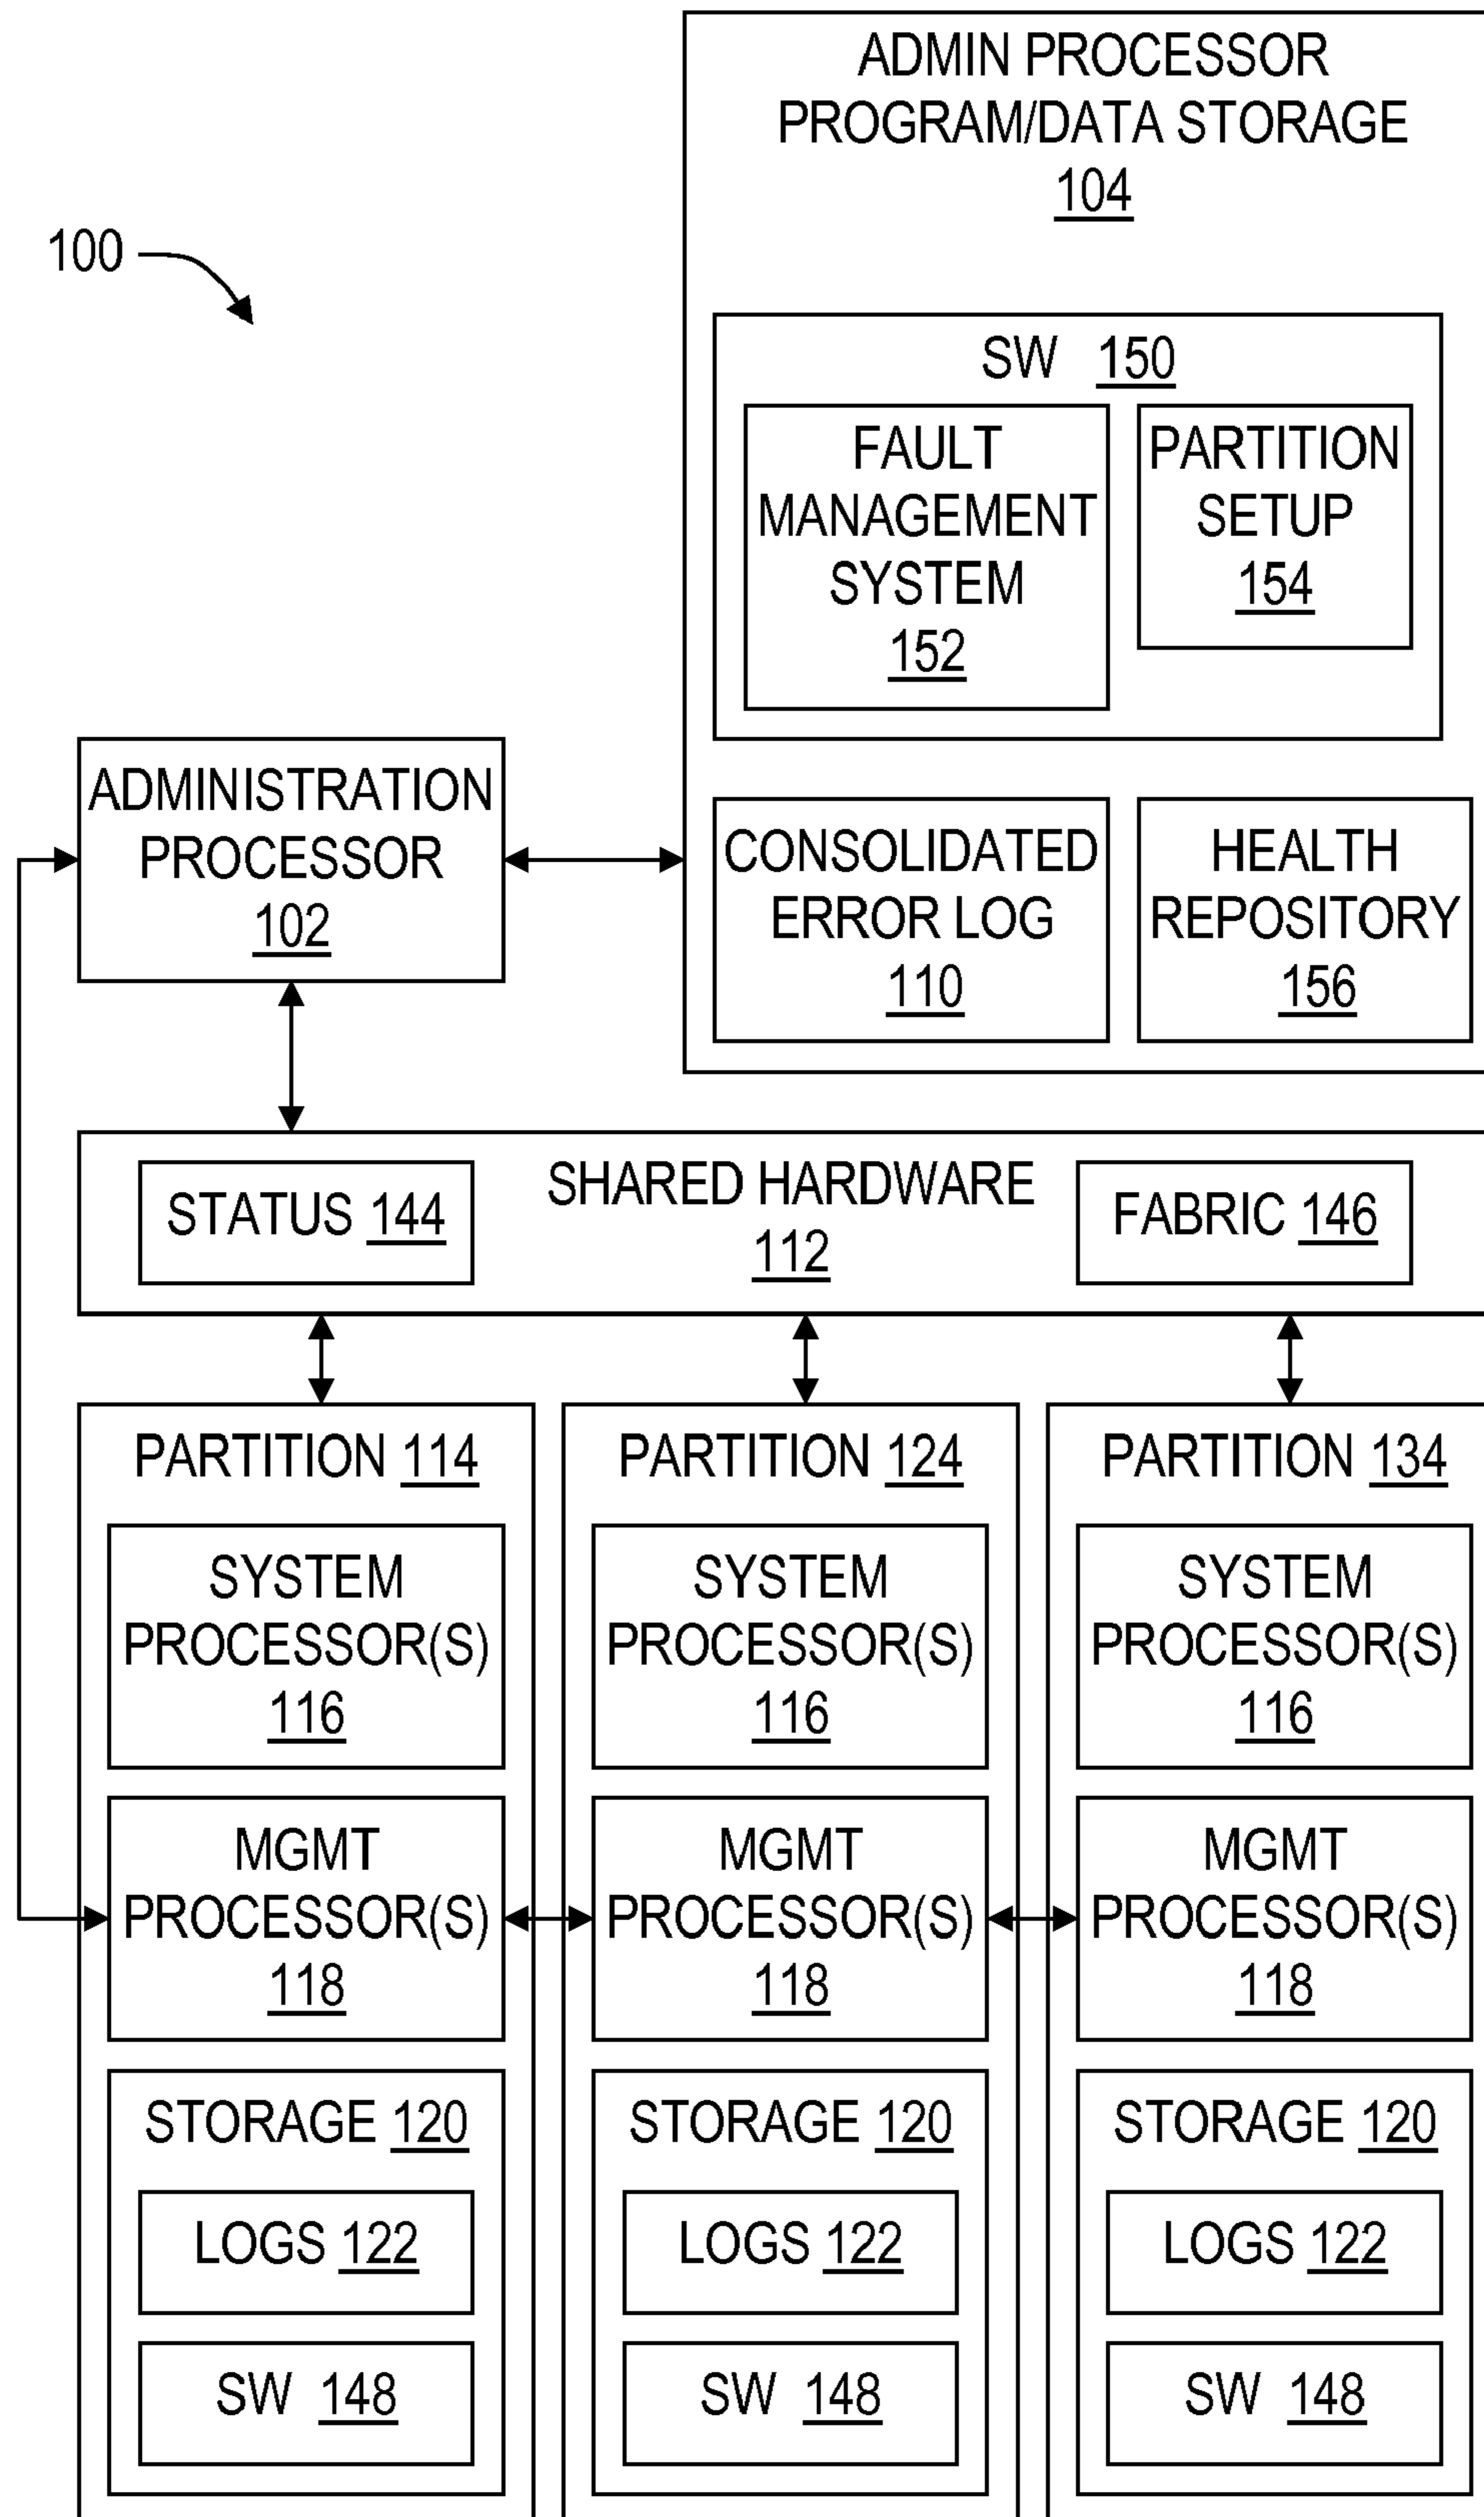 ADMIN PROCESSOR
PROGRAM/DATA STORAGE
104
100
SW 150
FAULT
MANAGEMENT
SYSTEM
152
PARTITION
SETUP
154
ADMINISTRATION
PROCESSOR
102
CONSOLIDATED
ERROR LOG
110
HEALTH
REPOSITORY
156
STATUS 144
SHARED HARDWARE
112
FABRIC 146
PARTITION 114
SYSTEM
PROCESSOR(S)
116
MGMT
PROCESSOR(S)
118
STORAGE 120
LOGS 122
SW 148
PARTITION 124
SYSTEM
PROCESSOR(S)
116
MGMT
PROCESSOR(S)
118
STORAGE 120
LOGS 122
SW 148
PARTITION 134
SYSTEM
PROCESSOR(S)
116
MGMT
PROCESSOR(S)
118
STORAGE 120
LOGS 122
SW 148